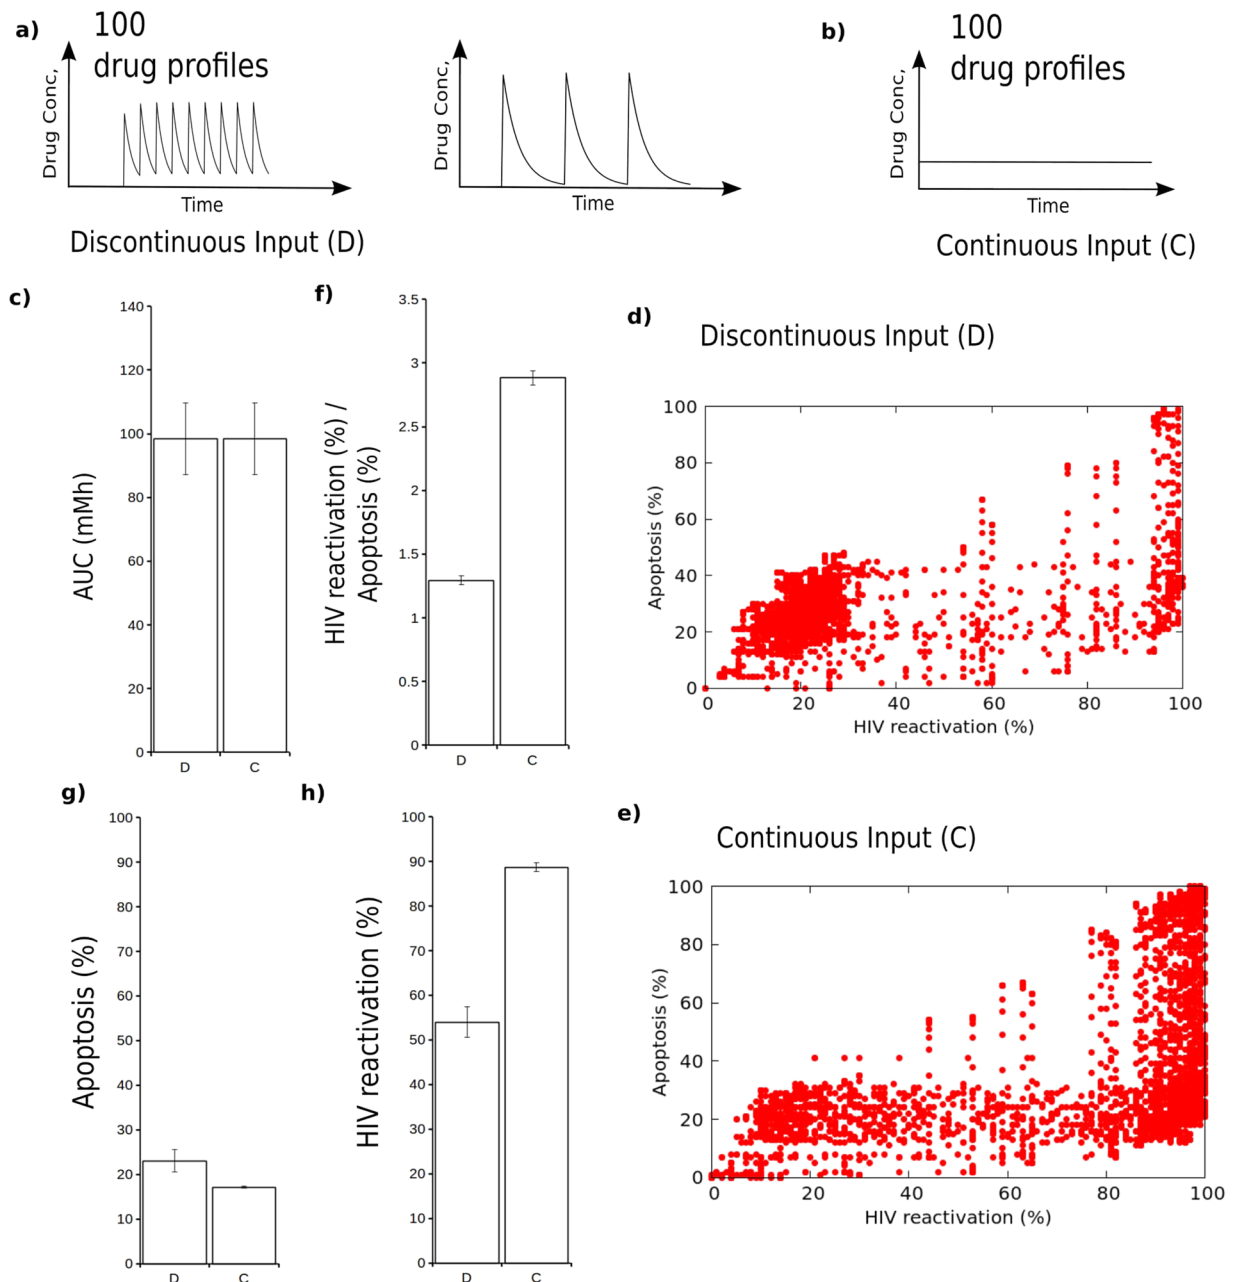 a)
100
drug profiles
Drug Conc,
Time
Drug Conc,
Time
Discontinuous Input (D)
b)
100
drug profiles
Drug Conc,
Time
Continuous Input (C)
c)
AUC (mMh)
140
120
100
80
60
40
20
0
D
C
f)
HIV reactivation (%) /
Apoptosis (%)
3.5
3
2.5
2
1.5
1
0.5
0
D
C
d)
Discontinuous Input (D)
Apoptosis (%)
100
80
60
40
20
0
0
20
40
60
80
100
HIV reactivation (%)
g)
Apoptosis (%)
100
90
80
70
60
50
40
30
20
10
0
D
C
h)
HIV reactivation (%)
100
90
80
70
60
50
40
30
20
10
0
D
C
e)
Continuous Input (C)
Apoptosis (%)
100
80
60
40
20
0
0
20
40
60
80
100
HIV reactivation (%)